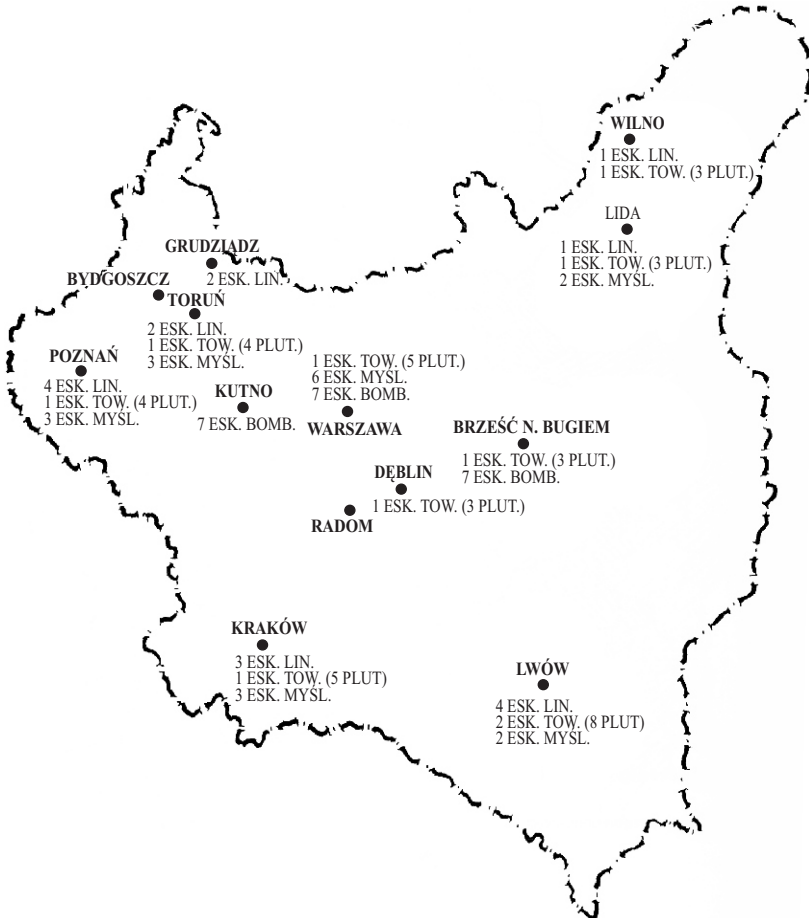 WILNO
1 ESK. LIN.
1 ESK. TOW. (3 PLUT.)
LIDA
1 ESK. LIN.
1 ESK. TOW. (3 PLUT.)
2 ESK. MYŚL.
GRUDZIĄDZ
2 ESK. LIN.
BYDGOSZCZ
TORUŃ
2 ESK. LIN.
1 ESK. TOW. (4 PLUT.)
3 ESK. MYŚL.
POZNAŃ
4 ESK. LIN.
1 ESK. TOW. (4 PLUT.)
3 ESK. MYŚL.
KUTNO
7 ESK. BOMB.
1 ESK. TOW. (5 PLUT.)
6 ESK. MYŚL.
7 ESK. BOMB.
WARSZAWA
BRZEŚĆ N. BUGIEM
1 ESK. TOW. (3 PLUT.)
7 ESK. BOMB.
DĘBLIN
1 ESK. TOW. (3 PLUT.)
RADOM
KRAKÓW
3 ESK. LIN.
1 ESK. TOW. (5 PLUT)
3 ESK. MYŚL.
LWÓW
4 ESK. LIN.
2 ESK. TOW. (8 PLUT)
2 ESK. MYŚL.